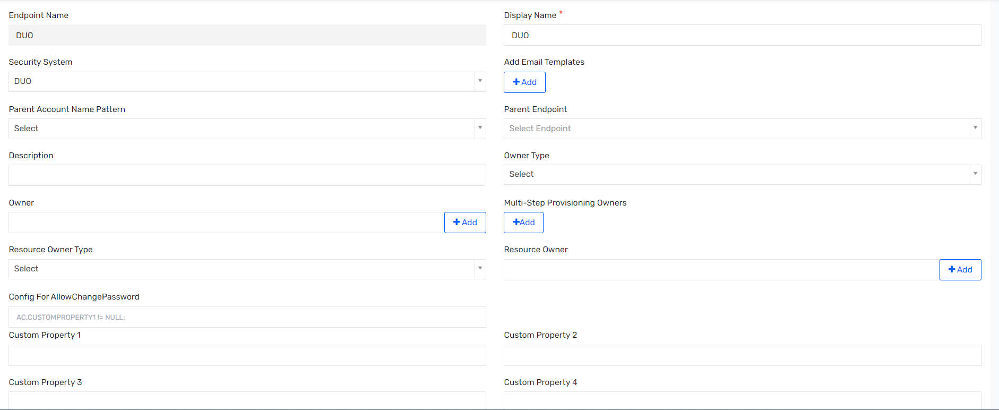 Endpoint Name
Display Name *
DUO
DUO
Security System
Add Email Templates
DUO
Add
Parent Account Name Pattern
Parent Endpoint
Select
Select Endpoint
Description
Owner Type
Select
Owner
Multi-Step Provisioning Owners
Add
Add
Resource Owner Type
Resource Owner
Select
Add
Config For AllowChangePassword
AC.CUSTOMPROPERTY1 != NULL;
Custom Property 1
Custom Property 2
Custom Property 3
Custom Property 4